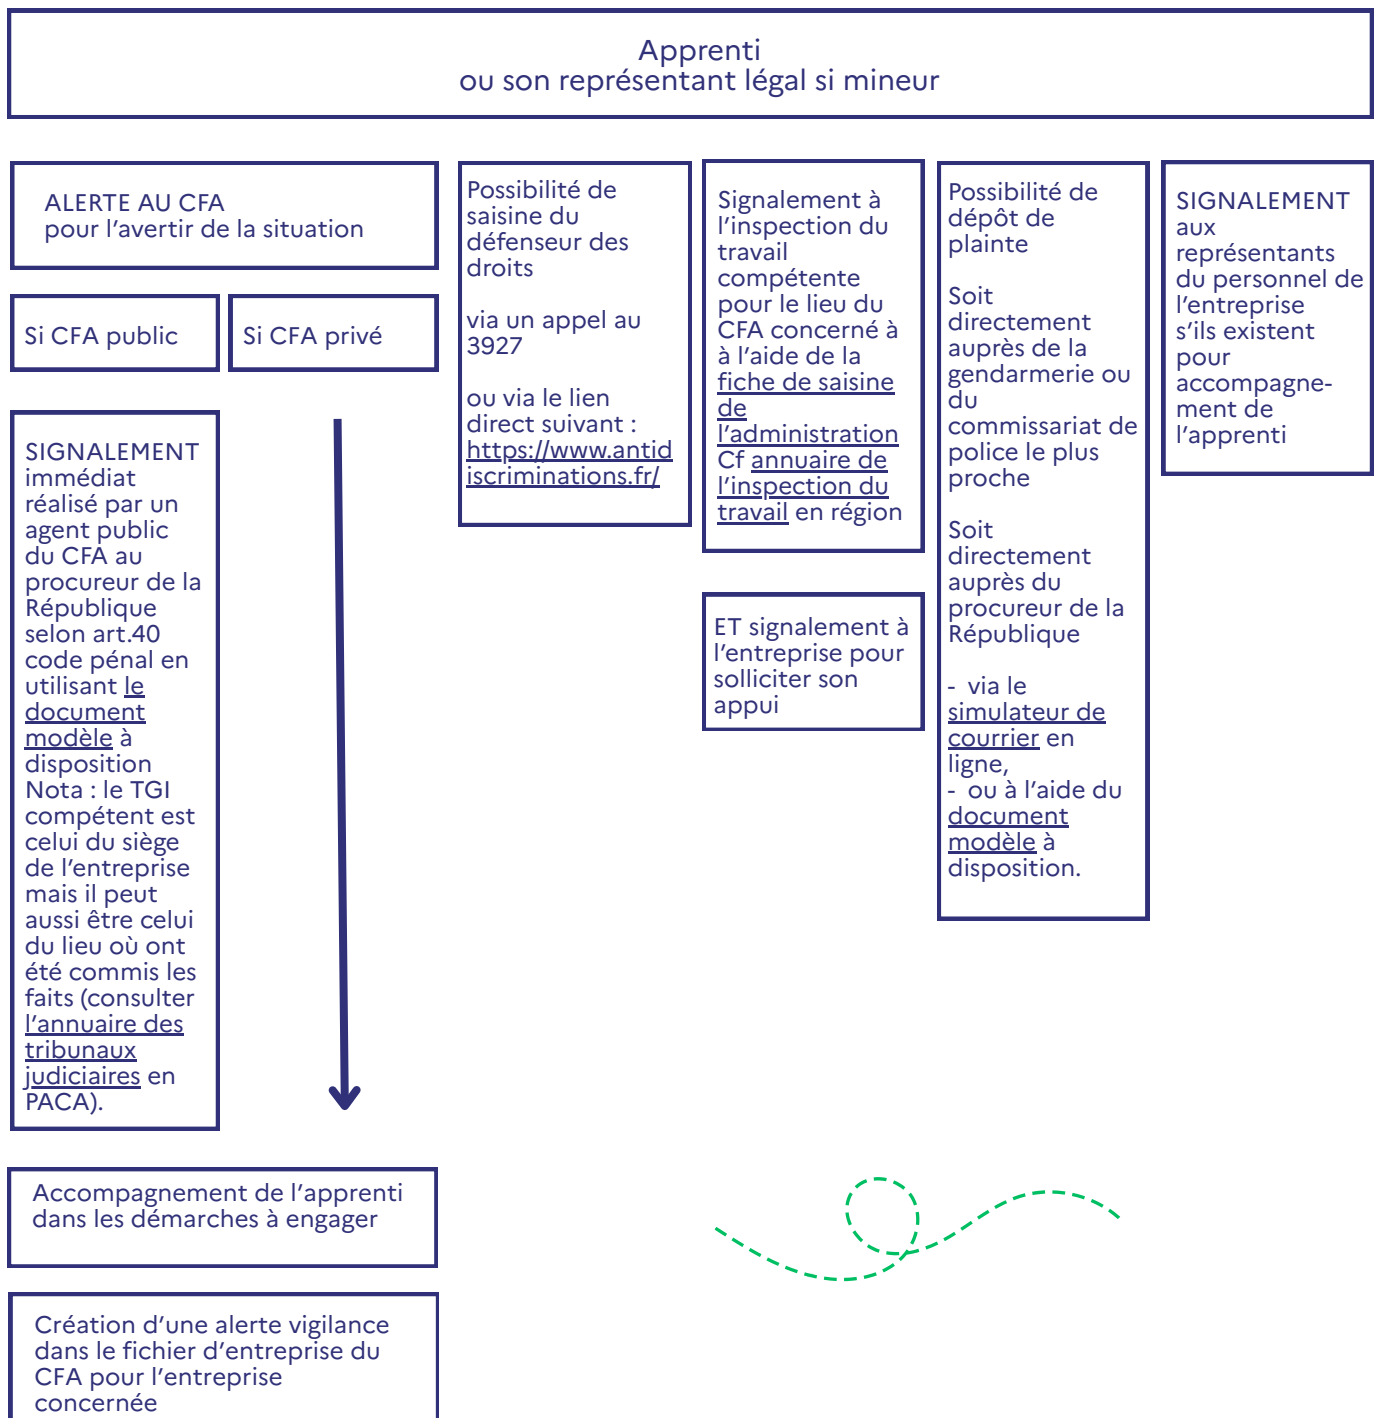 Apprenti
ou son représentant légal si mineur
ALERTE AU CFA
pour l’avertir de la situation
Si CFA public
Si CFA privé
SIGNALEMENT
immédiat
réalisé par un
agent public
du CFA au
procureur de la
République
selon art.40
code pénal en
utilisant le
document
modèle à
disposition
Nota : le TGI
compétent est
celui du siège
de l’entreprise
mais il peut
aussi être celui
du lieu où ont
été commis les
faits (consulter
l’annuaire des
tribunaux
judiciaires en
PACA).
Accompagnement de l’apprenti
dans les démarches à engager
Création d’une alerte vigilance
dans le fichier d’entreprise du
CFA pour l’entreprise
concernée
Possibilité de
saisine du
défenseur des
droits
via un appel au
3927
ou via le lien
direct suivant :
https://www.antid
iscriminations.fr/
Signalement à
l’inspection du
travail
compétente
pour le lieu du
CFA concerné à
à l’aide de la
fiche de saisine
de
l’administration
Cf annuaire de
l’inspection du
travail en région
ET signalement à
l’entreprise pour
solliciter son
appui
Possibilité de
dépôt de
plainte
Soit
directement
auprès de la
gendarmerie ou
du
commissariat de
police le plus
proche
Soit
directement
auprès du
procureur de la
République
- via le
simulateur de
courrier en
ligne,
- ou à l’aide du
document
modèle à
disposition.
SIGNALEMENT
aux
représentants
du personnel de
l’entreprise
s’ils existent
pour
accompagne-
ment de
l’apprenti